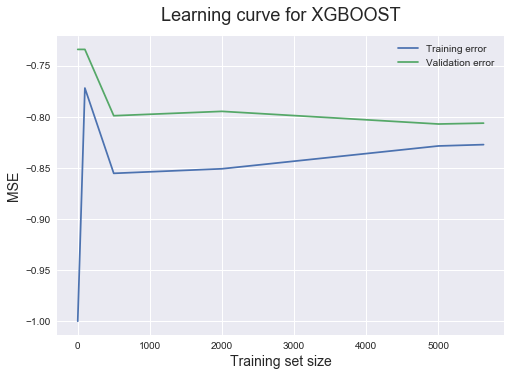 Learning curve for XGBOOST
Training error
Validation error
−0.75
−0.80
−0.85
−0.90
−0.95
−1.00
MSE
0 1000 2000 3000 4000 5000
Training set size